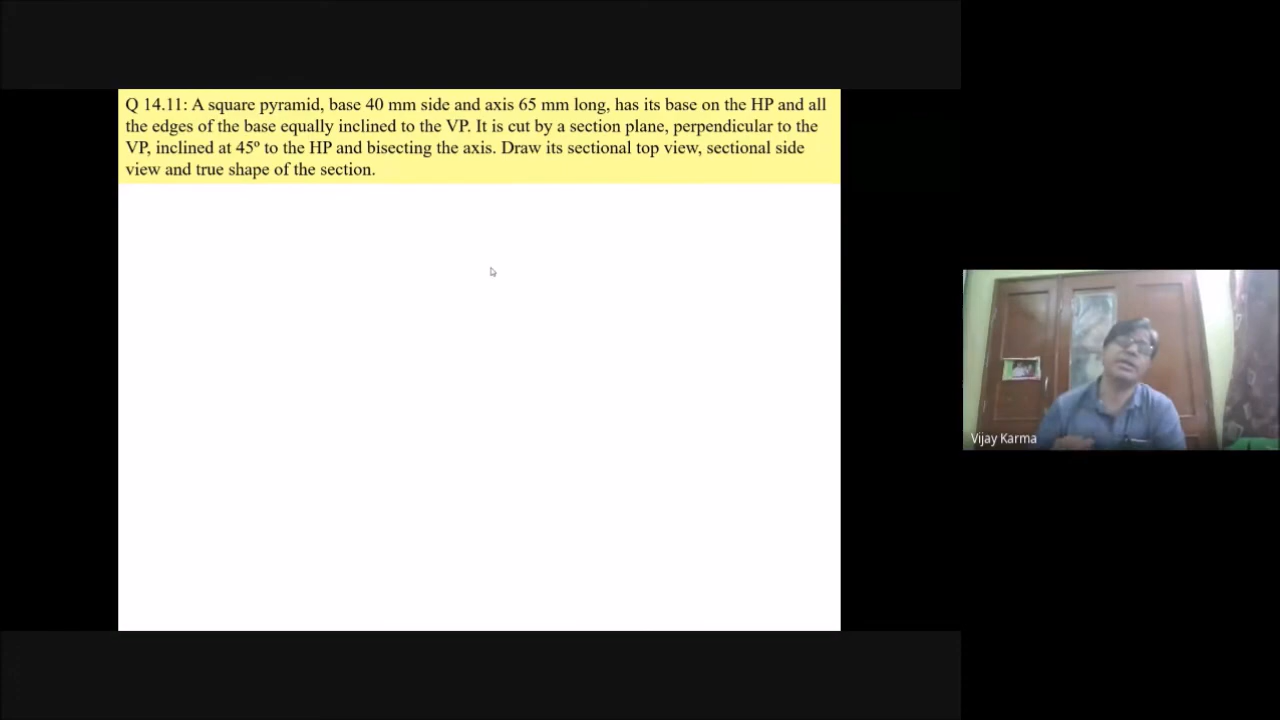 Q 14.11: A square pyramid, base 40 mm side and axis 65 mm long, has its base on the HP and all
the edges of the base equally inclined to the VP. It is cut by a section plane, perpendicular to the
VP, inclined at 45º to the HP and bisecting the axis. Draw its sectional top view, sectional side
view and true shape of the section.
Vijay Karma